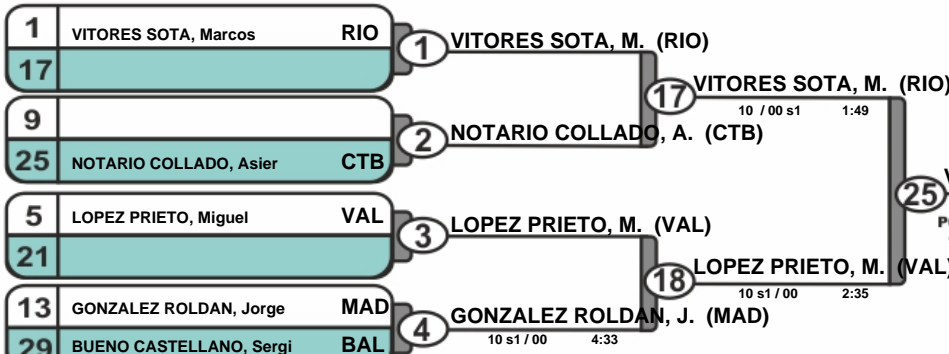 1 VITORES SOTA, Marcos RIO
17
1 VITORES SOTA, M. (RIO)
9
25 NOTARIO COLLADO, Asier CTB
2 NOTARIO COLLADO, A. (CTB)
17 VITORES SOTA, M. (RIO)
10 / 00 s1 1:49
5 LOPEZ PRIETO, Miguel VAL
21
3 LOPEZ PRIETO, M. (VAL)
13 GONZALEZ ROLDAN, Jorge MAD
29 BUENO CASTELLANO, Sergi BAL
4 GONZALEZ ROLDAN, J. (MAD)
10 s1 / 00 4:33
18 LOPEZ PRIETO, M. (VAL)
10 s1 / 00 2:35
25